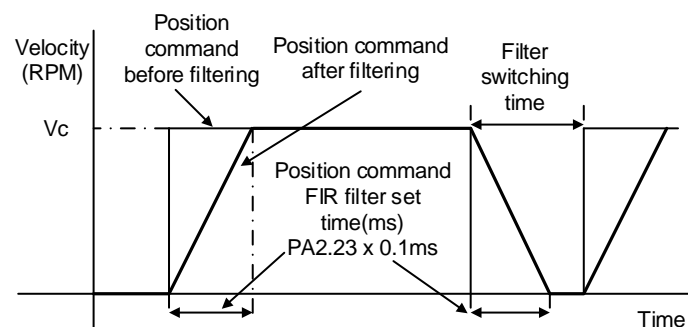 Velocity
(RPM)
Position
command
before filtering
Position command
after filtering
Filter
switching
time
Vc
Position command
FIR filter set
time(ms)
PA2.23 x 0.1ms
Time